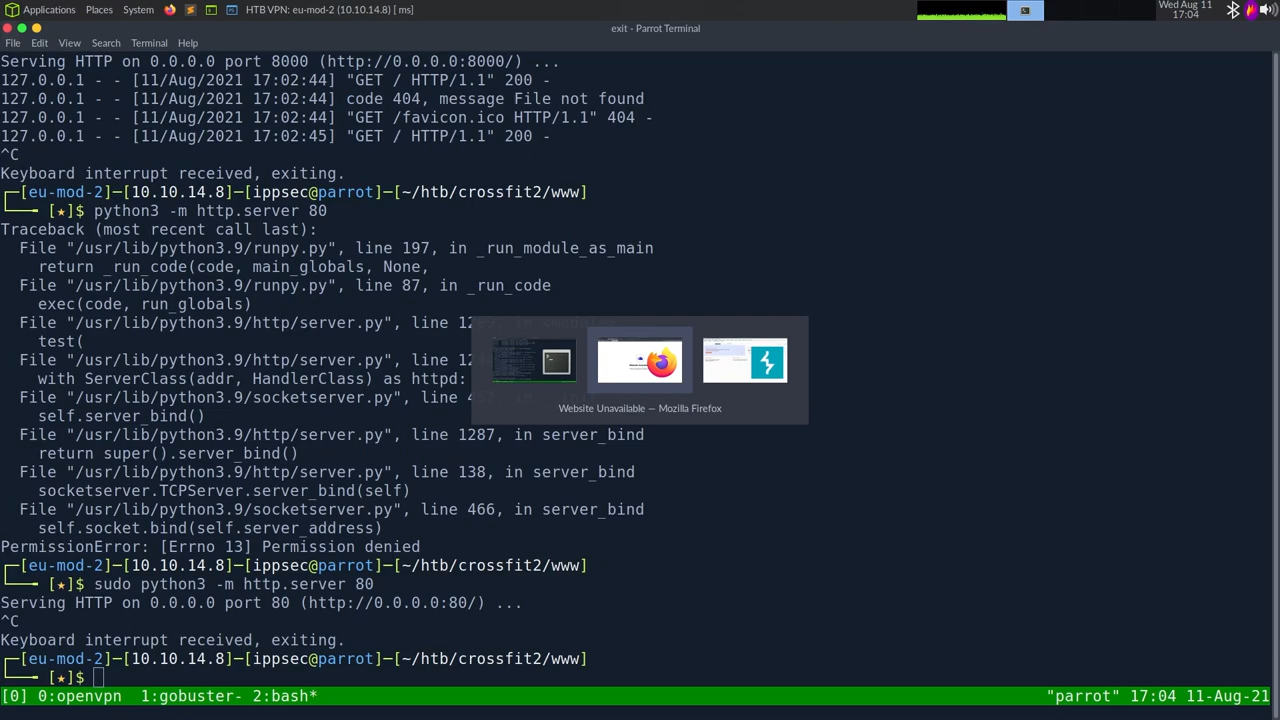 Applications Places System HTB VPN: eu-mod-2 (10.10.14.8) [ms] Wed Aug 11 17:04
exit - Parrot Terminal
File Edit View Search Terminal Help
Serving HTTP on 0.0.0.0 port 8000 (http://0.0.0.0:8000/) ...
127.0.0.1 - - [11/Aug/2021 17:02:44] "GET / HTTP/1.1" 200 -
127.0.0.1 - - [11/Aug/2021 17:02:44] code 404, message File not found
127.0.0.1 - - [11/Aug/2021 17:02:44] "GET /favicon.ico HTTP/1.1" 404 -
127.0.0.1 - - [11/Aug/2021 17:02:45] "GET / HTTP/1.1" 200 -
^C
Keyboard interrupt received, exiting.
┌─[eu-mod-2]─[10.10.14.8]─[ippsec@parrot]─[~/htb/crossfit2/www]
└──╼ [★]$ python3 -m http.server 80
Traceback (most recent call last):
File "/usr/lib/python3.9/runpy.py", line 197, in _run_module_as_main
return _run_code(code, main_globals, None,
File "/usr/lib/python3.9/runpy.py", line 87, in _run_code
exec(code, run_globals)
File "/usr/lib/python3.9/http/server.py", line
test(
File "/usr/lib/python3.9/http/server.py", line
with ServerClass(addr, HandlerClass) as httpd:
File "/usr/lib/python3.9/socketserver.py", line
self.server_bind()
File "/usr/lib/python3.9/http/server.py", line 1287, in server_bind
return super().server_bind()
File "/usr/lib/python3.9/http/server.py", line 138, in server_bind
socketserver.TCPServer.server_bind(self)
File "/usr/lib/python3.9/socketserver.py", line 466, in server_bind
self.socket.bind(self.server_address)
PermissionError: [Errno 13] Permission denied
┌─[eu-mod-2]─[10.10.14.8]─[ippsec@parrot]─[~/htb/crossfit2/www]
└──╼ [★]$ sudo python3 -m http.server 80
Serving HTTP on 0.0.0.0 port 80 (http://0.0.0.0:80/) ...
^C
Keyboard interrupt received, exiting.
┌─[eu-mod-2]─[10.10.14.8]─[ippsec@parrot]─[~/htb/crossfit2/www]
└──╼ [★]$
Website Unavailable — Mozilla Firefox
[0] 0:openvpn 1:gobuster- 2:bash* "parrot" 17:04 11-Aug-21